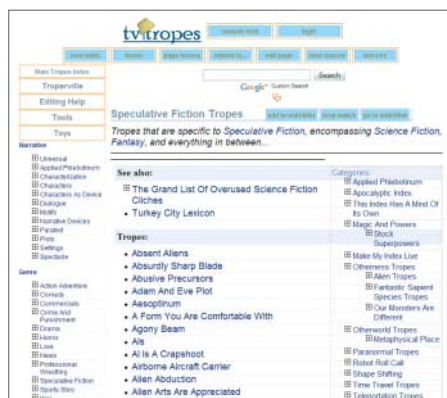 tvtropes
Main Tropes Index
Troperville
Editing Help
Tools
Toys
Search
Google Custom Search
Speculative Fiction Tropes
Tropes that are specific to Speculative Fiction, encompassing Science Fiction,
Fantasy, and everything in between...
Narrative
Universal
Applied Phlebotinum
Characterization
Characters
Characters As Device
Dialogue
Motifs
Narrative Devices
Paratext
Plots
Settings
Spectacle
Genre
Action Adventure
Comedy
Commercials
Crime And
Punishment
Drama
Horror
Love
News
Professional
Wrestling
Speculative Fiction
Sports Story
See also:
The Grand List Of Overused Science Fiction
Cliches
Turkey City Lexicon
Tropes:
Absent Aliens
Absurdly Sharp Blade
Abusive Precursors
Adam And Eve Plot
Aesoptinum
A Form You Are Comfortable With
Agony Beam
AIs
AI Is A Crapshoot
Airborne Aircraft Carrier
Alien Abduction
Alien Arts Are Appreciated
Categories:
Applied Phlebotinum
Apocalyptic Index
This Index Has A Mind Of
Its Own
Magic And Powers
Stock
Superpowers
Make My Index Live
Otherness Tropes
Alien Tropes
Fantastic Sapient
Species Tropes
Our Monsters Are
Different
Otherworld Tropes
Metaphysical Place
Paranormal Tropes
Robot Roll Call
Shape Shifting
Time Travel Tropes
Teleportation Tropes